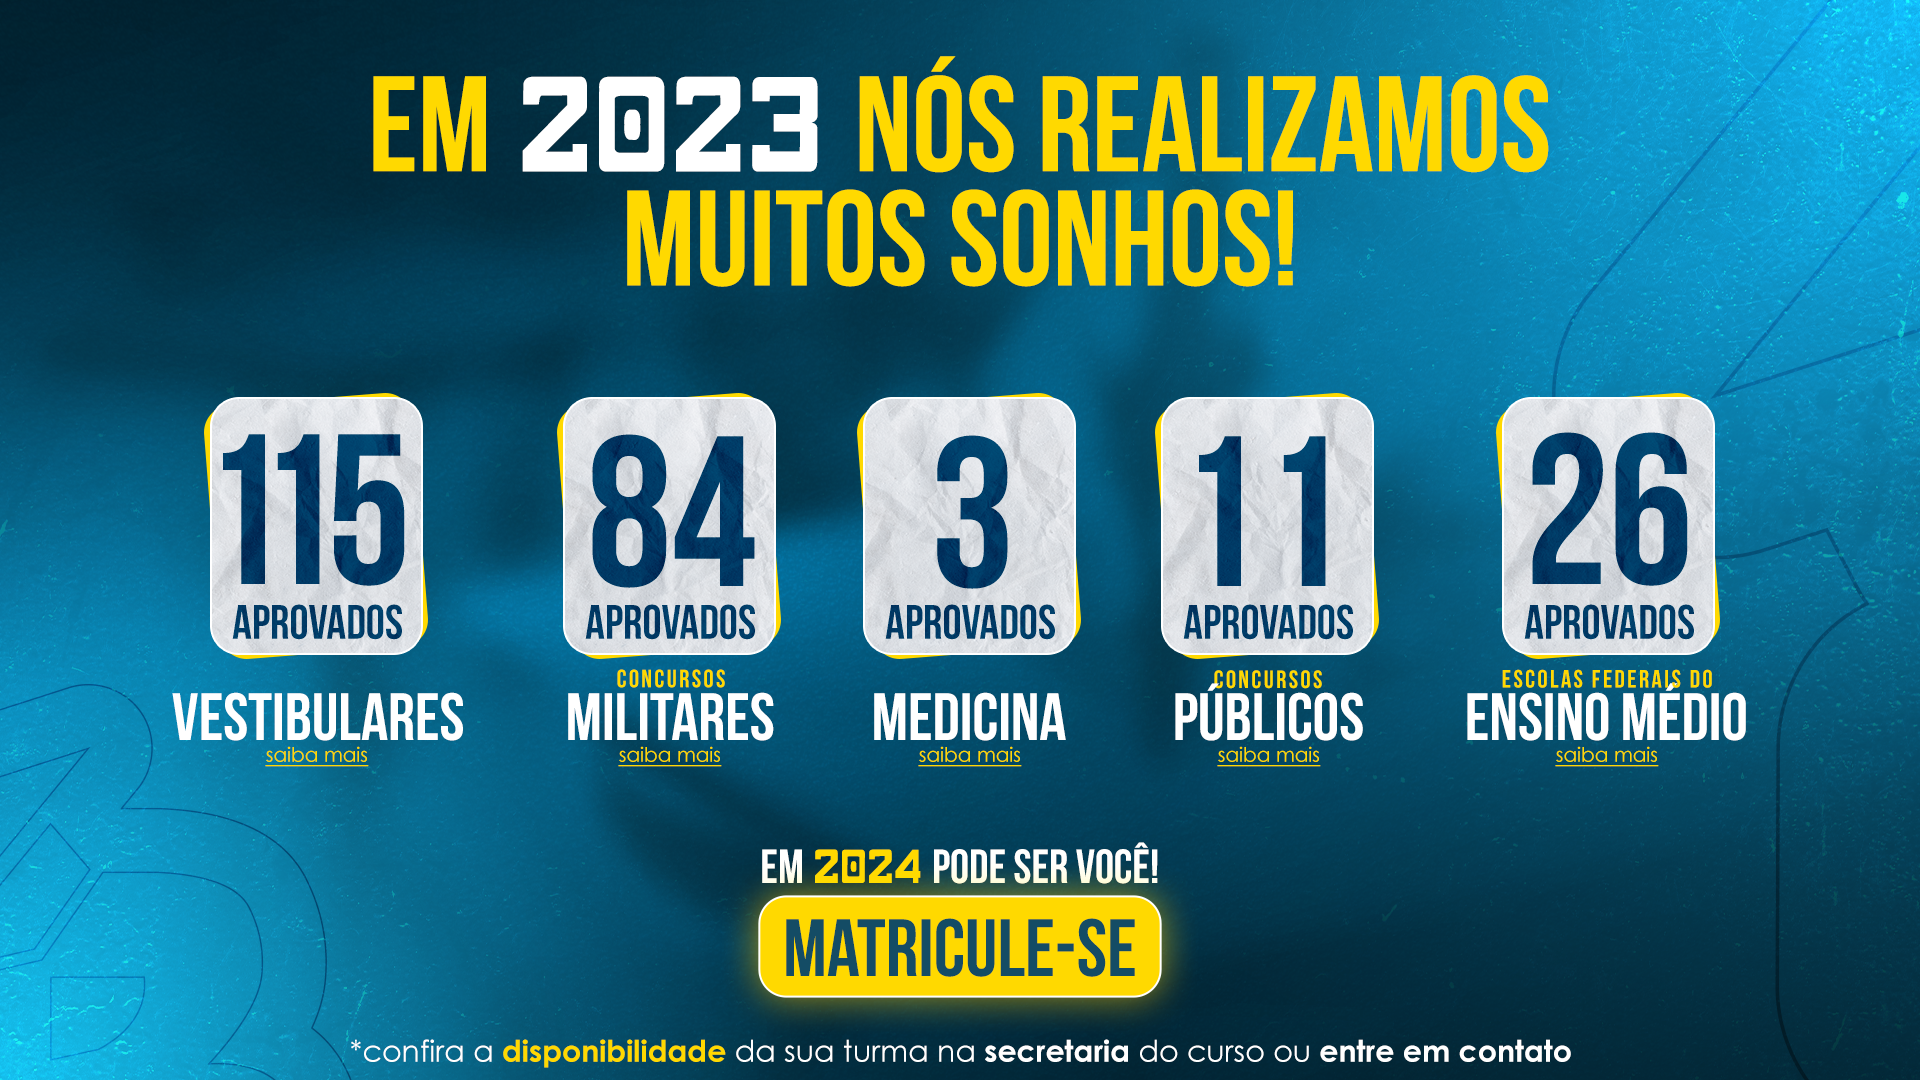 EM 2023 NÓS REALIZAMOS
MUITOS SONHOS!
115
APROVADOS
VESTIBULARES
saiba mais
84
APROVADOS
CONCURSOS
MILITARES
saiba mais
3
APROVADOS
MEDICINA
saiba mais
11
APROVADOS
CONCURSOS
PÚBLICOS
saiba mais
26
APROVADOS
ESCOLAS FEDERAIS DO
ENSINO MÉDIO
saiba mais
EM 2024 PODE SER VOCÊ!
MATRICULE-SE
*confira a disponibilidade da sua turma na secretaria do curso ou entre em contato